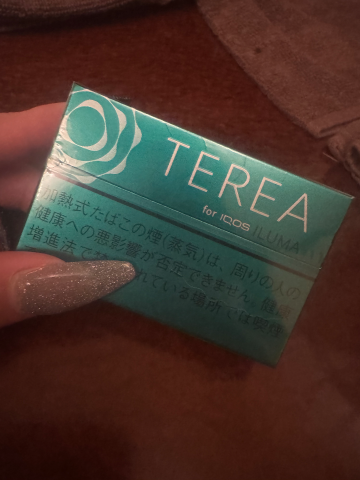 TEREA
for IQOS ILUMA
加熱式たばこの煙(蒸気)は、周りの人の
健康への悪影響が否定できません。健康
増進法で れている場所では喫煙